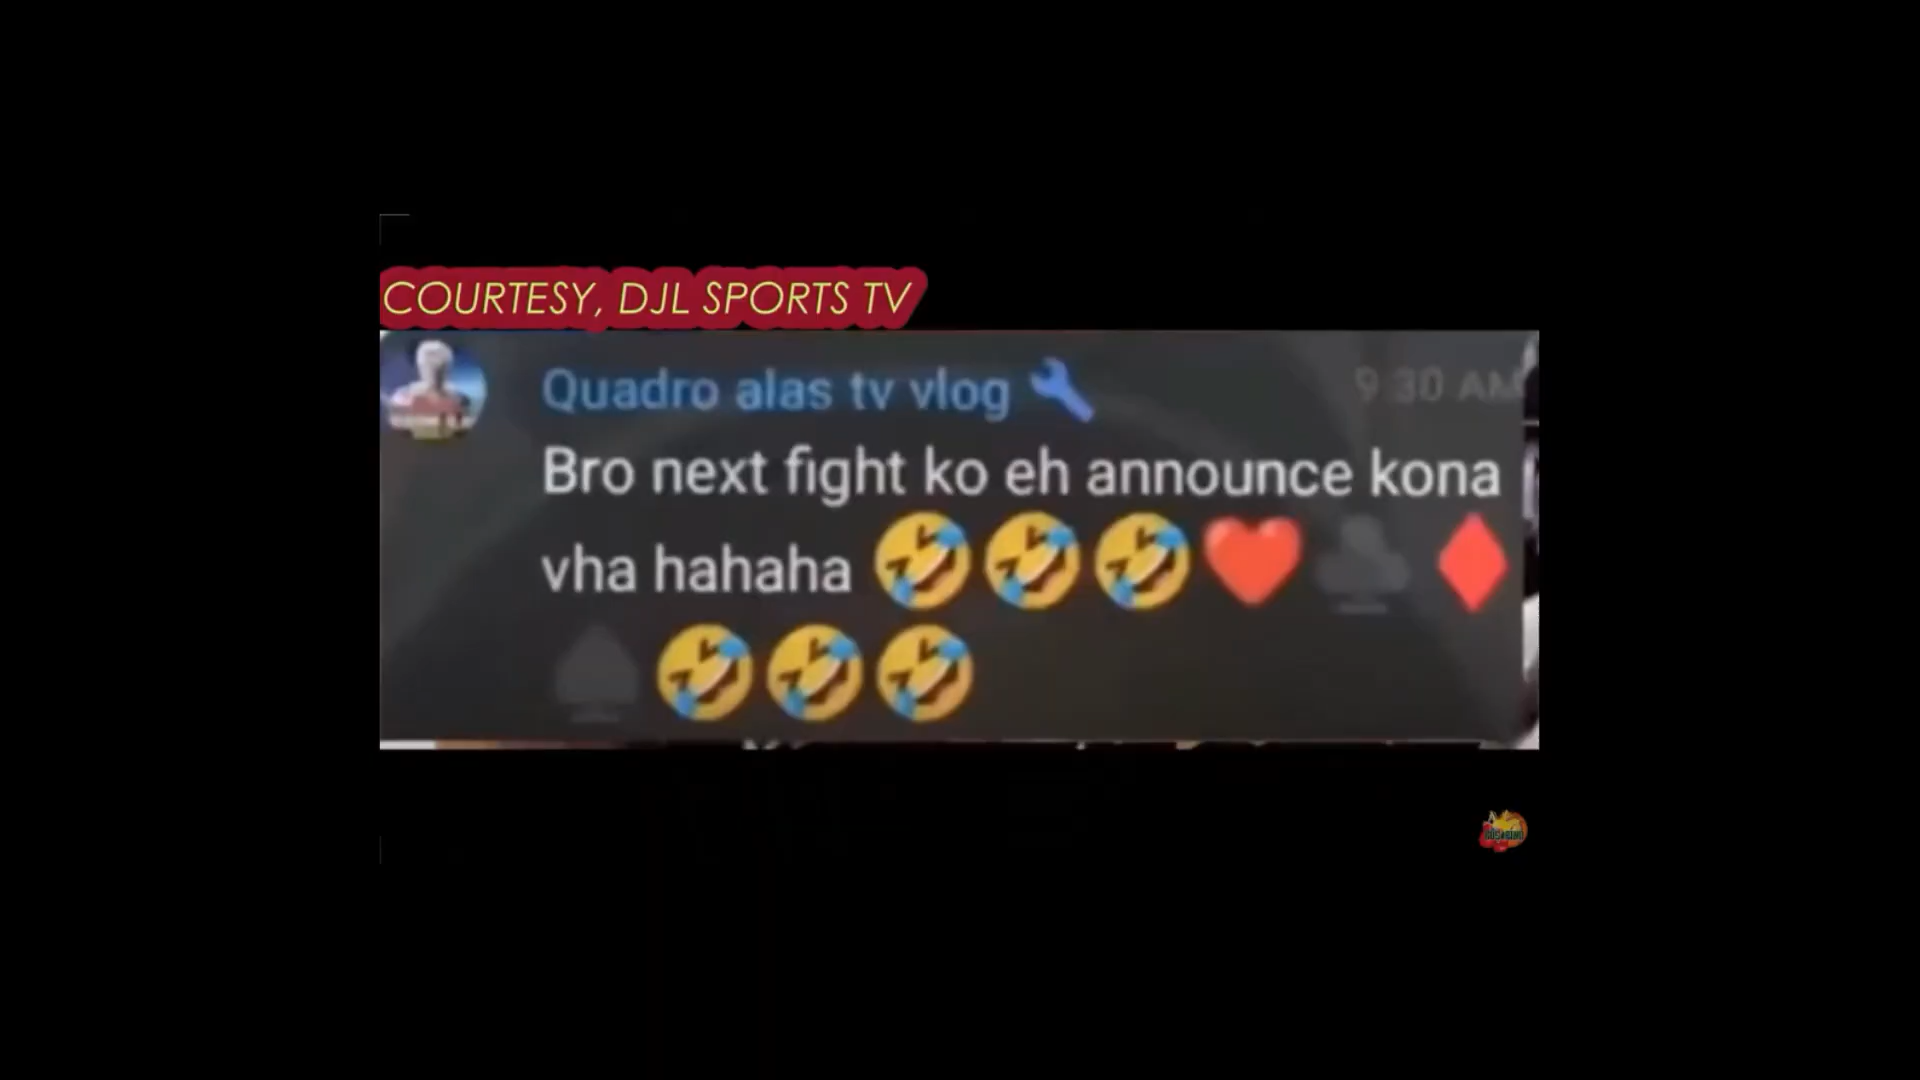 COURTESY, DJL SPORTS TV
Quadro alas tv vlog 🔧 9:30 AM
Bro next fight ko eh announce kona
vha hahaha 🤣🤣🤣❤️♣️♦️
♠️🤣🤣🤣